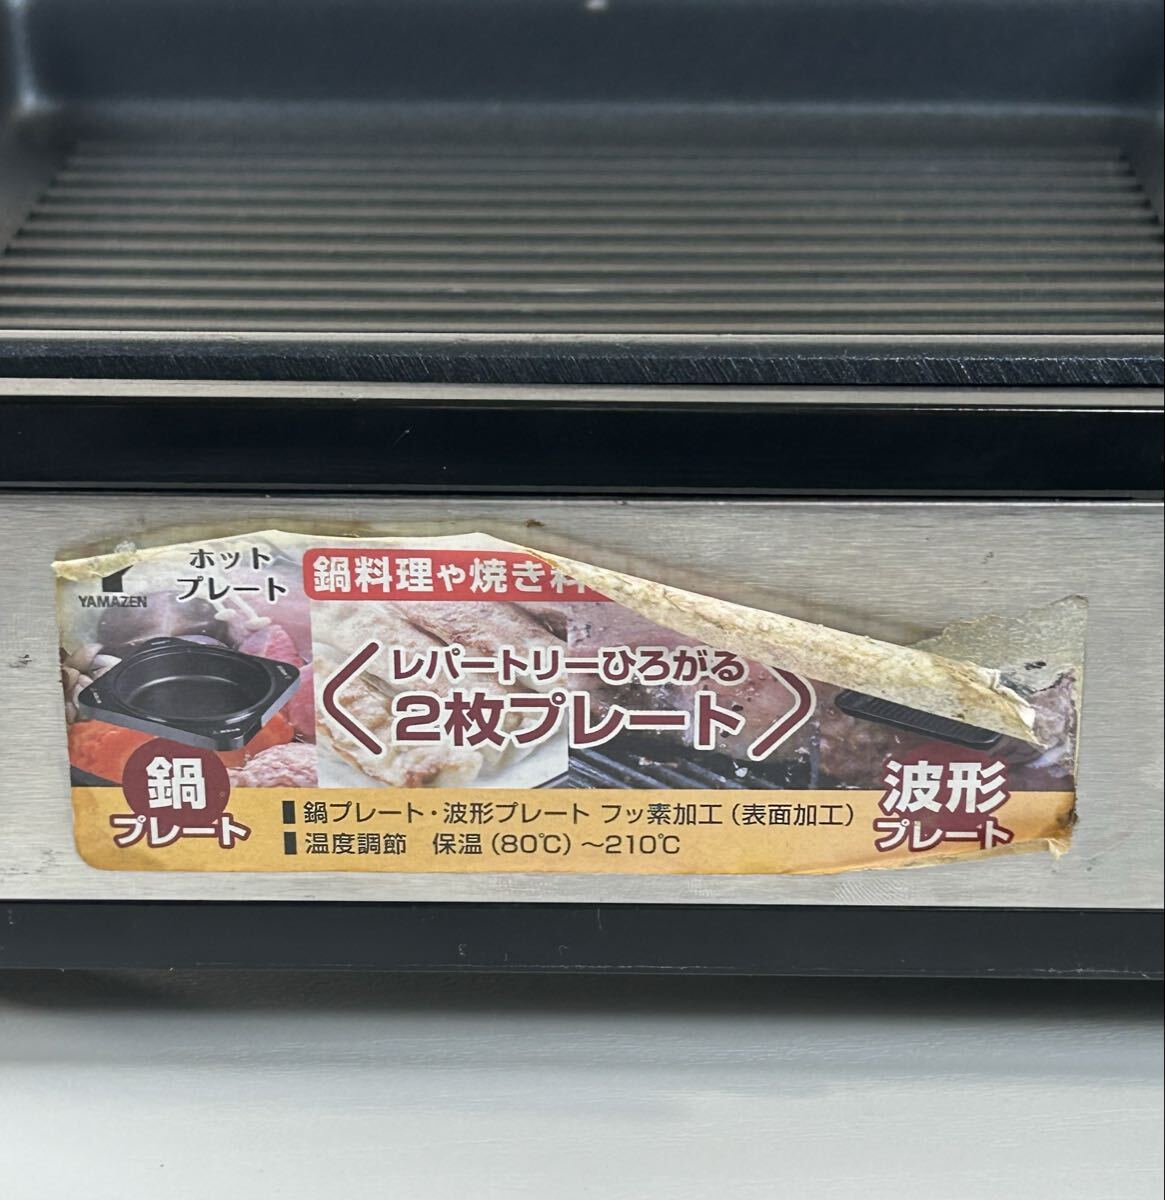 YAMAZEN
ホット
プレート
鍋料理や焼き料
レパートリーひろがる
2枚プレート
鍋
プレート
波形
プレート
鍋プレート・波形プレート フッ素加工(表面加工)
温度調節 保温(80℃)〜210℃